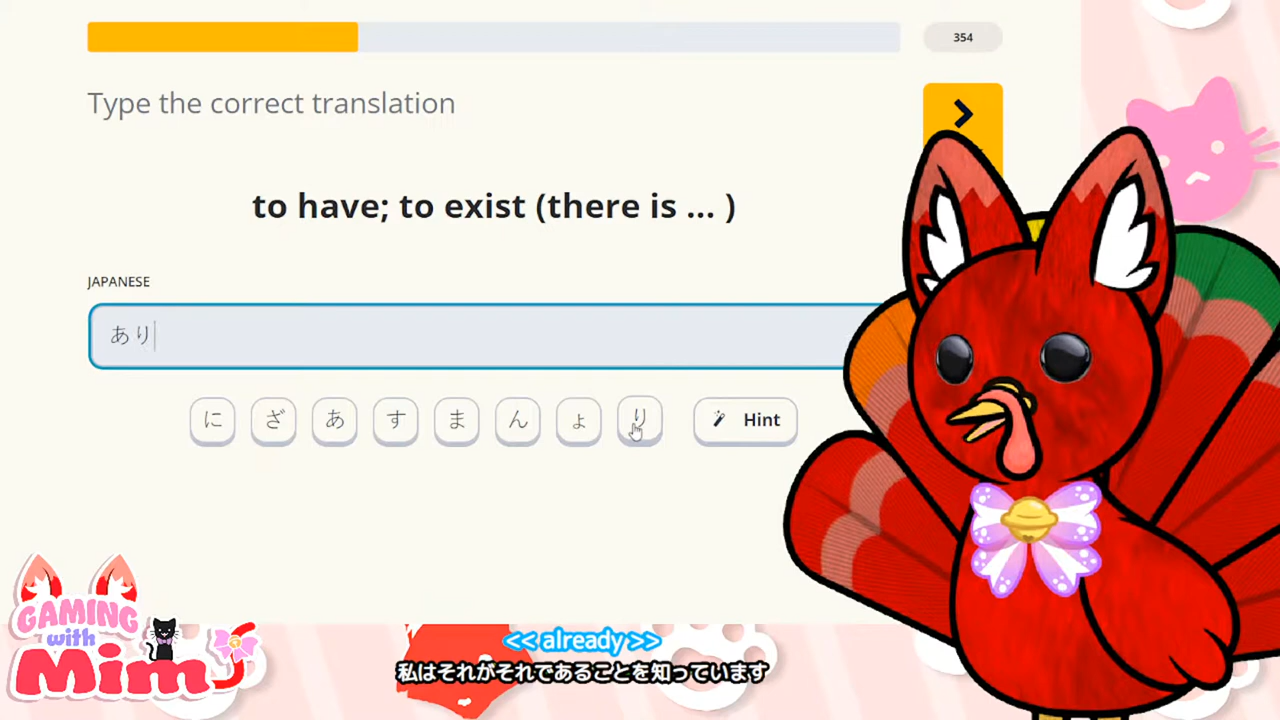 354
Type the correct translation
to have; to exist (there is ... )
JAPANESE
あり
に ざ あ す ま ん ょ り Hint
GAMING
with
Mim
<< already >>
私はそれがそれであることを知っています